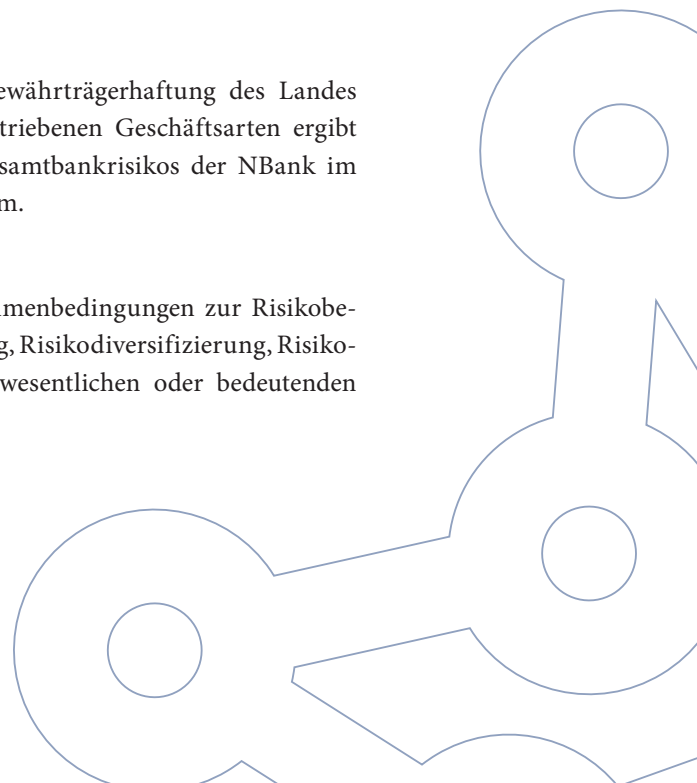 ewährträgerhaftung des Landes
triebenen Geschäftsarten ergibt
samtbankrisikos der NBank im
m.
menbedingungen zur Risikobe-
g, Risikodiversifizierung, Risiko-
wesentlichen oder bedeutenden